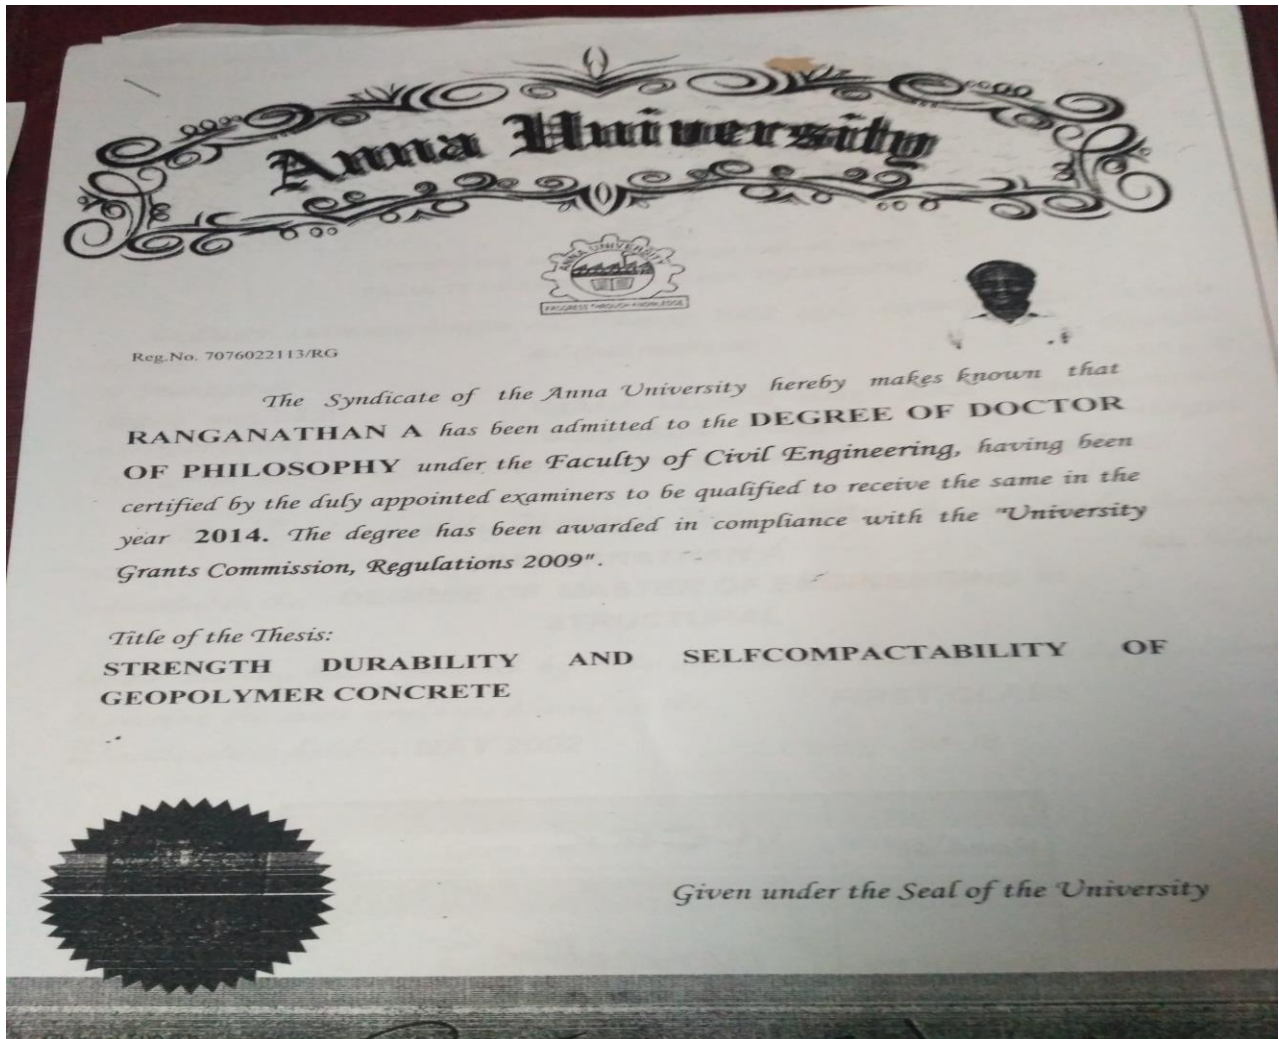 Anna University
ANNA UNIVERSITY
PROGRESS THROUGH KNOWLEDGE
Reg.No. 7076022113/RG
The Syndicate of the Anna University hereby makes known that
RANGANATHAN A has been admitted to the DEGREE OF DOCTOR
OF PHILOSOPHY under the Faculty of Civil Engineering, having been
certified by the duly appointed examiners to be qualified to receive the same in the
year 2014. The degree has been awarded in compliance with the "University
Grants Commission, Regulations 2009".
Title of the Thesis:
STRENGTH DURABILITY AND SELFCOMPACTABILITY OF
GEOPOLYMER CONCRETE
Given under the Seal of the University